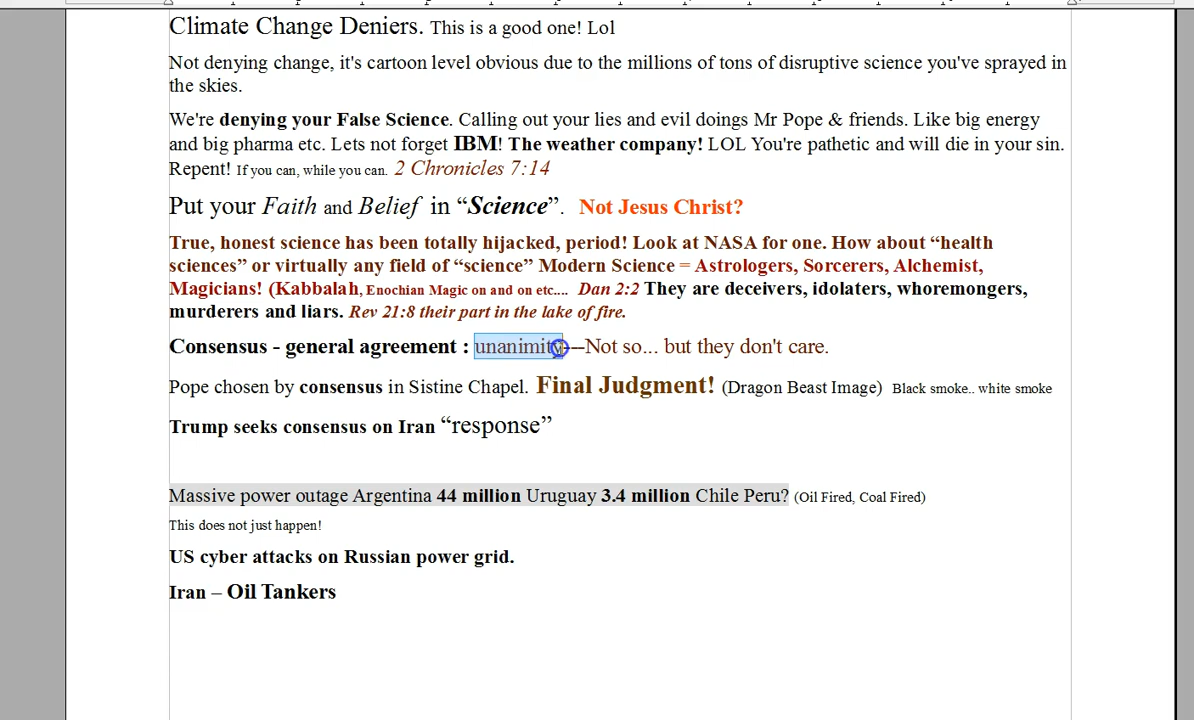 Climate Change Deniers. This is a good one! Lol
Not denying change, it's cartoon level obvious due to the millions of tons of disruptive science you've sprayed in
the skies.
We're denying your False Science. Calling out your lies and evil doings Mr Pope & friends. Like big energy
and big pharma etc. Lets not forget IBM! The weather company! LOL You're pathetic and will die in your sin.
Repent! If you can, while you can. 2 Chronicles 7:14
Put your Faith and Belief in “Science”. Not Jesus Christ?
True, honest science has been totally hijacked, period! Look at NASA for one. How about “health
sciences” or virtually any field of “science” Modern Science = Astrologers, Sorcerers, Alchemist,
Magicians! (Kabbalah, Enochian Magic on and on etc.... Dan 2:2 They are deceivers, idolaters, whoremongers,
murderers and liars. Rev 21:8 their part in the lake of fire.
Consensus - general agreement : unanimity---Not so... but they don't care.
Pope chosen by consensus in Sistine Chapel. Final Judgment! (Dragon Beast Image) Black smoke.. white smoke
Trump seeks consensus on Iran “response”
Massive power outage Argentina 44 million Uruguay 3.4 million Chile Peru? (Oil Fired, Coal Fired)
This does not just happen!
US cyber attacks on Russian power grid.
Iran – Oil Tankers